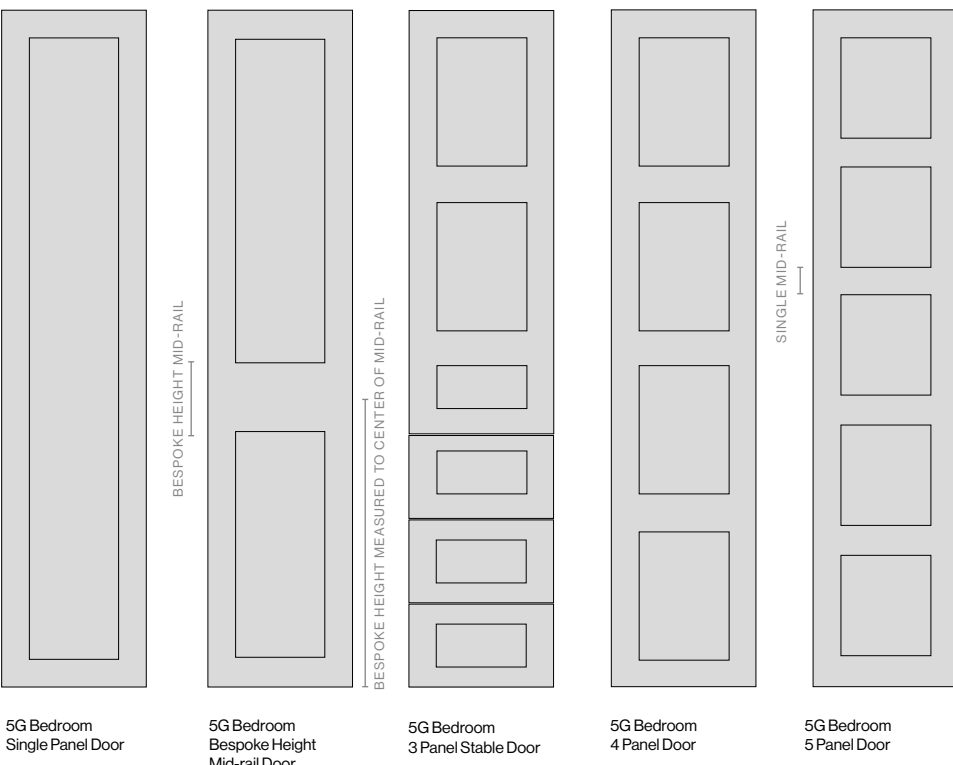 BESPOKE HEIGHT MID-RAIL
BESPOKE HEIGHT MEASURED TO CENTER OF MID-RAIL
SINGLE MID-RAIL
5G Bedroom
Single Panel Door
5G Bedroom
Bespoke Height
Mid-rail Door
5G Bedroom
3 Panel Stable Door
5G Bedroom
4 Panel Door
5G Bedroom
5 Panel Door